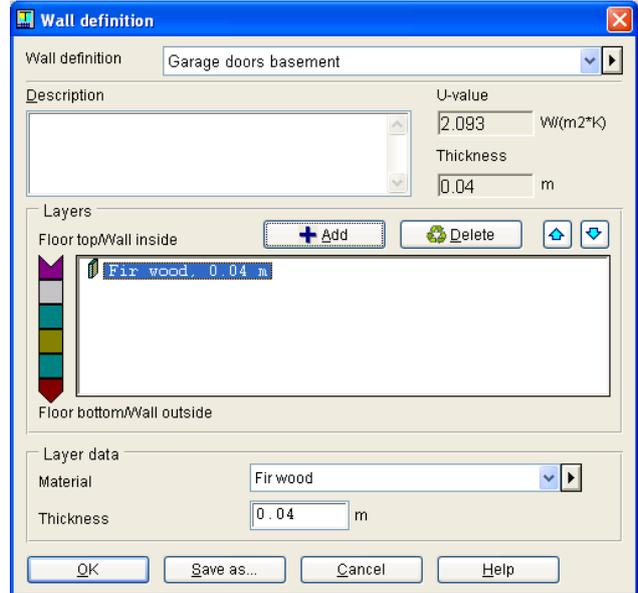 Wall definition
Wall definition Garage doors basement
Description U-value
2.093 W/(m2*K)
Thickness
0.04 m
Layers
Floor top/Wall inside Add Delete
Fir wood, 0.04 m
Floor bottom/Wall outside
Layer data
Material Fir wood
Thickness 0.04 m
OK Save as... Cancel Help